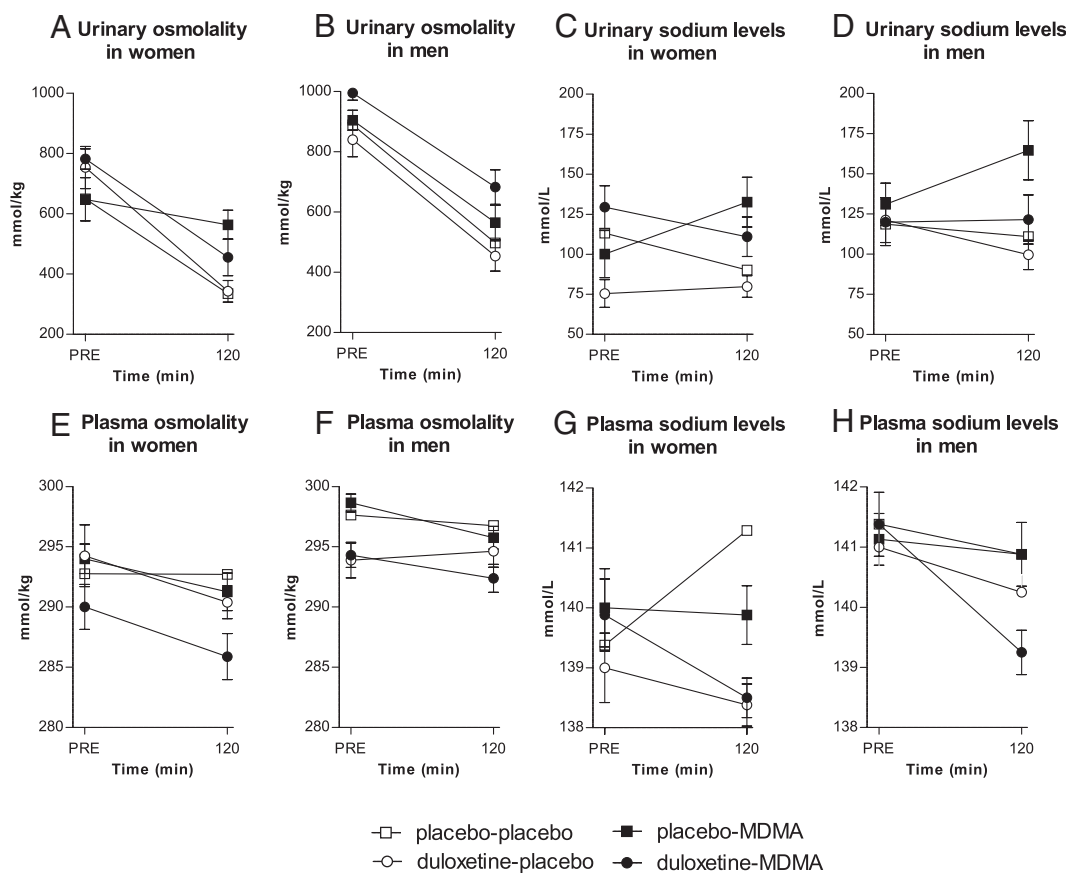 A Urinary osmolality
in women
B Urinary osmolality
in men
C Urinary sodium levels
in women
D Urinary sodium levels
in men
mmol/kg
1000
800
600
400
200
PRE
120
Time (min)
mmol/kg
1000
800
600
400
200
PRE
120
Time (min)
mmol/L
200
175
150
125
100
75
50
PRE
120
Time (min)
mmol/L
200
175
150
125
100
75
50
PRE
120
Time (min)
E Plasma osmolality
in women
F Plasma osmolality
in men
G Plasma sodium levels
in women
H Plasma sodium levels
in men
mmol/kg
300
295
290
285
280
PRE
120
Time (min)
mmol/kg
300
295
290
285
280
PRE
120
Time (min)
mmol/L
142
141
140
139
138
PRE
120
Time (min)
mmol/L
142
141
140
139
138
PRE
120
Time (min)
placebo-placebo
placebo-MDMA
duloxetine-placebo
duloxetine-MDMA